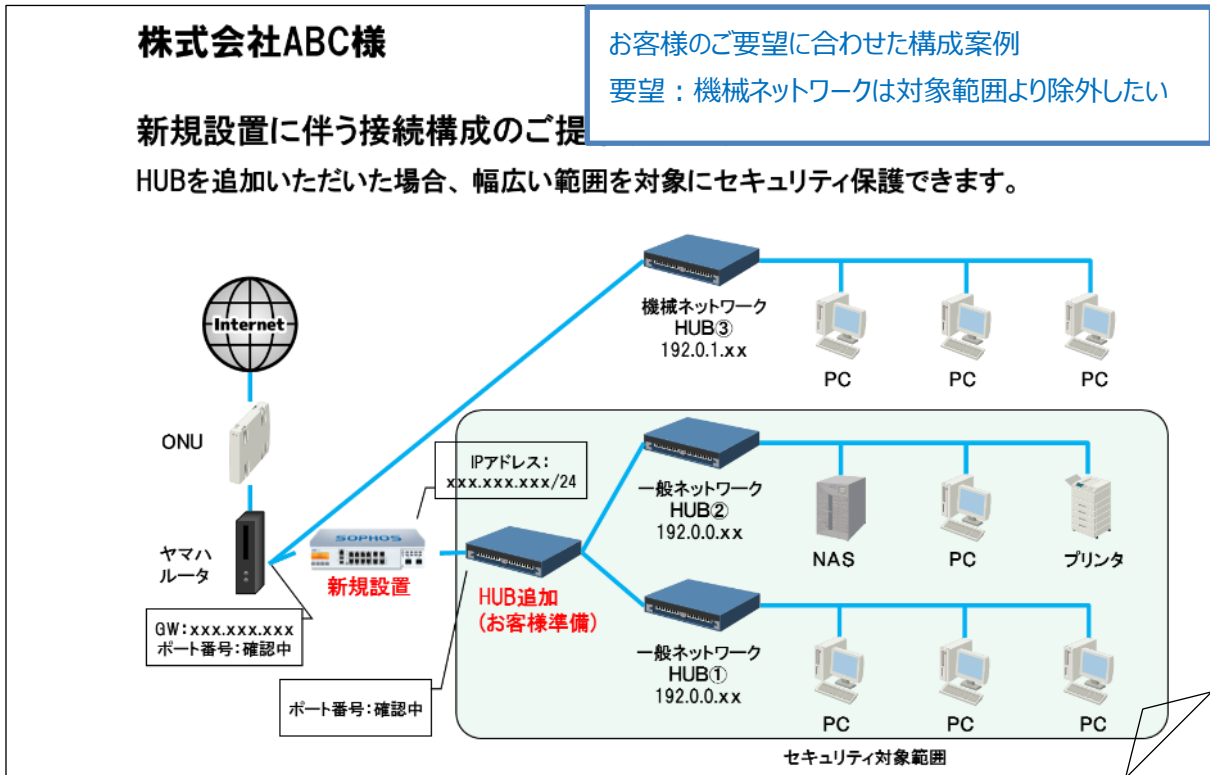 株式会社ABC様
お客様のご要望に合わせた構成案例
要望：機械ネットワークは対象範囲より除外したい
新規設置に伴う接続構成のご提
HUBを追加いただいた場合、幅広い範囲を対象にセキュリティ保護できます。
Internet
機械ネットワーク
HUB③
192.0.1.xx
PC
PC
PC
ONU
IPアドレス：
xxx.xxx.xxx/24
一般ネットワーク
HUB②
192.0.0.xx
NAS
PC
プリンタ
ヤマハ
ルータ
SOPHOS
新規設置
HUB追加
(お客様準備)
GW：xxx.xxx.xxx
ポート番号：確認中
ポート番号：確認中
一般ネットワーク
HUB①
192.0.0.xx
PC
PC
PC
セキュリティ対象範囲